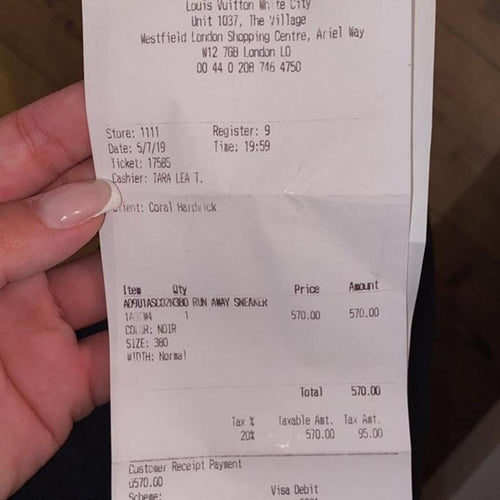 Louis Vuitton White City
Unit 1037, The Village
Westfield London Shopping Centre, Ariel Way
W12 7GB London LO
00 44 0 208 746 4750
Store: 1111 Register: 9
Date: 5/7/19 Time: 19:59
Ticket: 17585
Cashier: TARA LEA T.
Client: Coral Hardwick
Item Qty Price Amount
RUN AWAY SNEAKER
1 570.00 570.00
COLOR: NOIR
SIZE: 380
WIDTH: Normal
Total 570.00
Tax % Taxable Amt. Tax Amt.
20% 570.00 95.00
Customer Receipt Payment
570.00
Scheme: Visa Debit